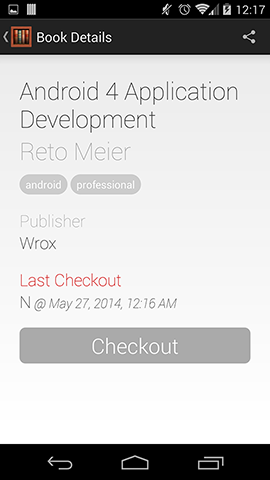 12:17
Book Details
Android 4 Application
Development
Reto Meier
android professional
Publisher
Wrox
Last Checkout
N @ May 27, 2014, 12:16 AM
Checkout